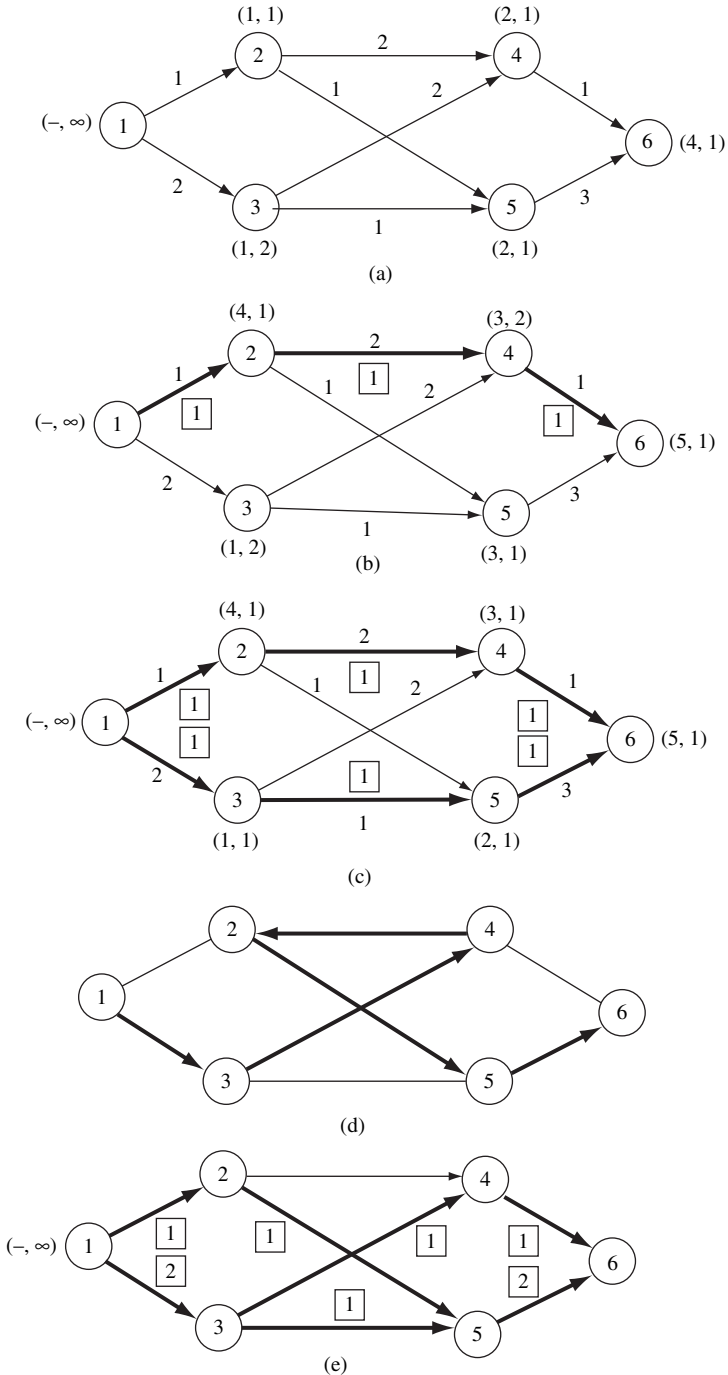 (1, 1) (2, 1)
2
2 4
1 1 2 1
(–, ∞) 1 6 (4, 1)
2 3
3 5
1
(1, 2) (2, 1)
(a)
(4, 1) (3, 2)
2
2 4
1 1 1 2 1
1 1
(–, ∞) 1 6 (5, 1)
2 3
3 5
1
(1, 2) (3, 1)
(b)
(4, 1) (3, 1)
2
2 4
1 1 1 2 1
1 1
(–, ∞) 1 6 (5, 1)
1 1
2 1 3
3 5
1
(1, 1) (2, 1)
(c)
2 4
1 6
3 5
(d)
2 4
1 1 1 1
(–, ∞) 1 6
2 2
1
3 5
(e)